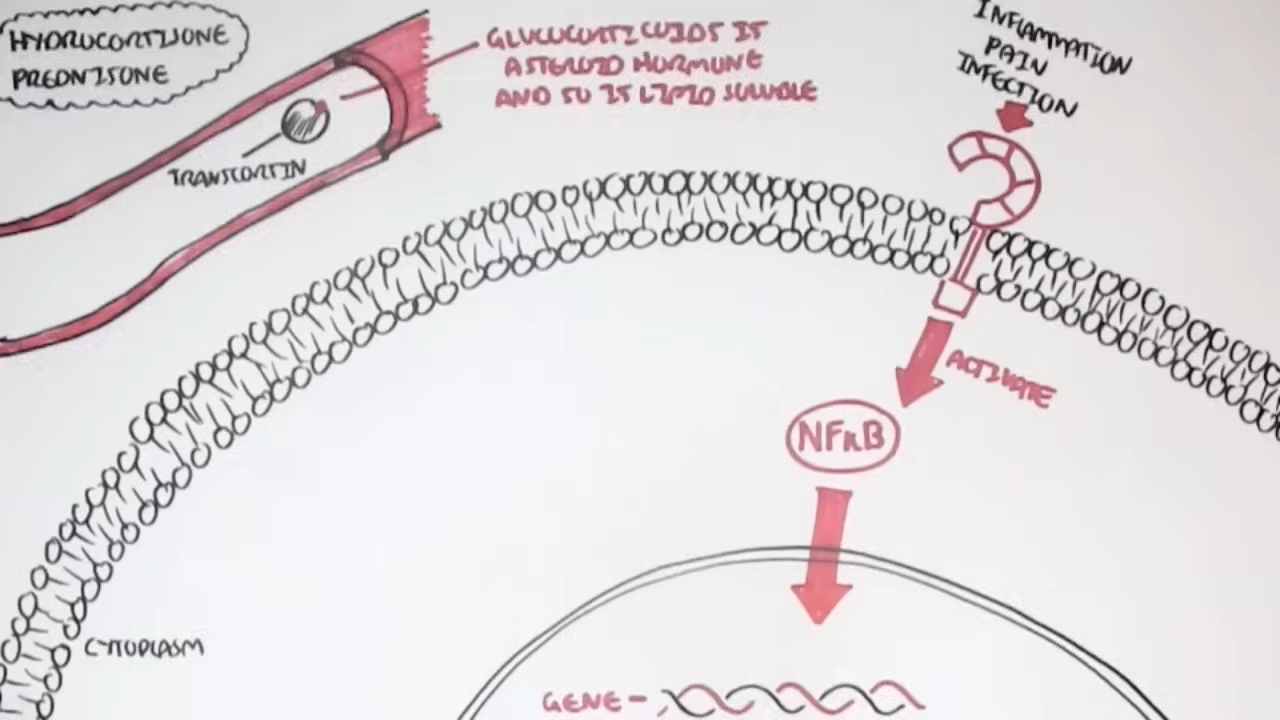 HYDROCORTISONE
PREDNISONE
GLUCOCORTICOIDS IS
A STEROID HORMONE
AND SO IS LIPID SOLUBLE
TRANSCORTIN
INFLAMMATION
PAIN
INFECTION
ACTIVATE
NFκB
CYTOPLASM
GENE